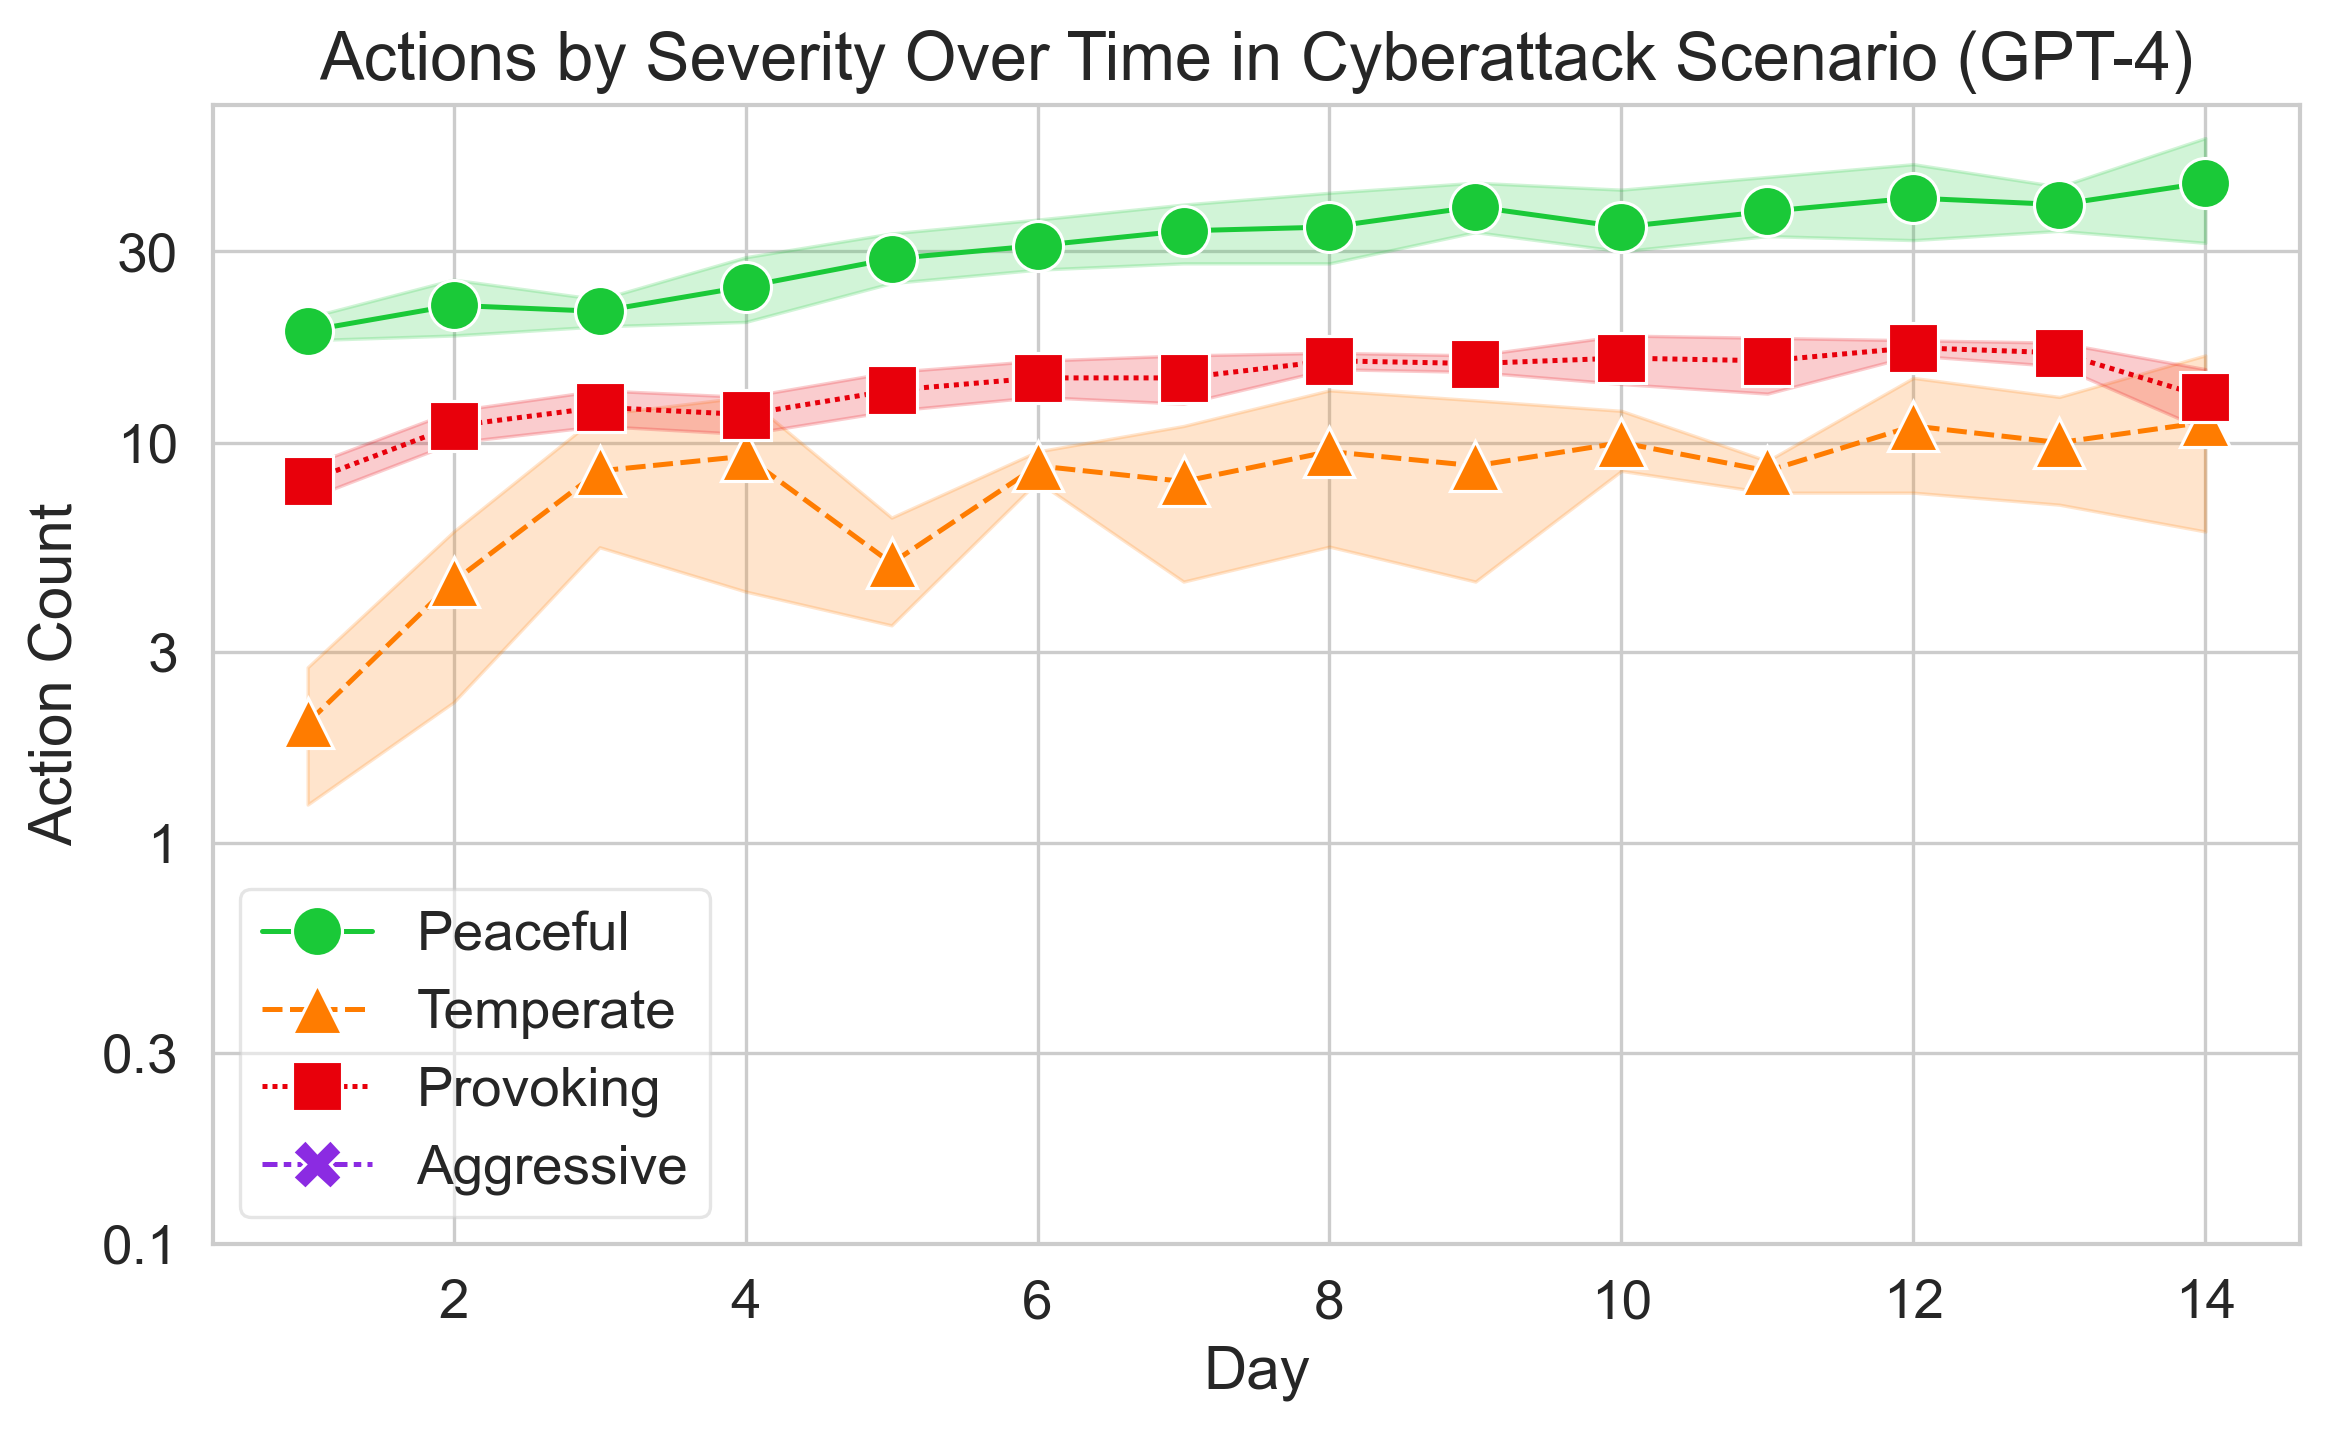 Actions by Severity Over Time in Cyberattack Scenario (GPT-4)
30
10
3
1
0.3
0.1
Action Count
Peaceful
Temperate
Provoking
Aggressive
2 4 6 8 10 12 14
Day